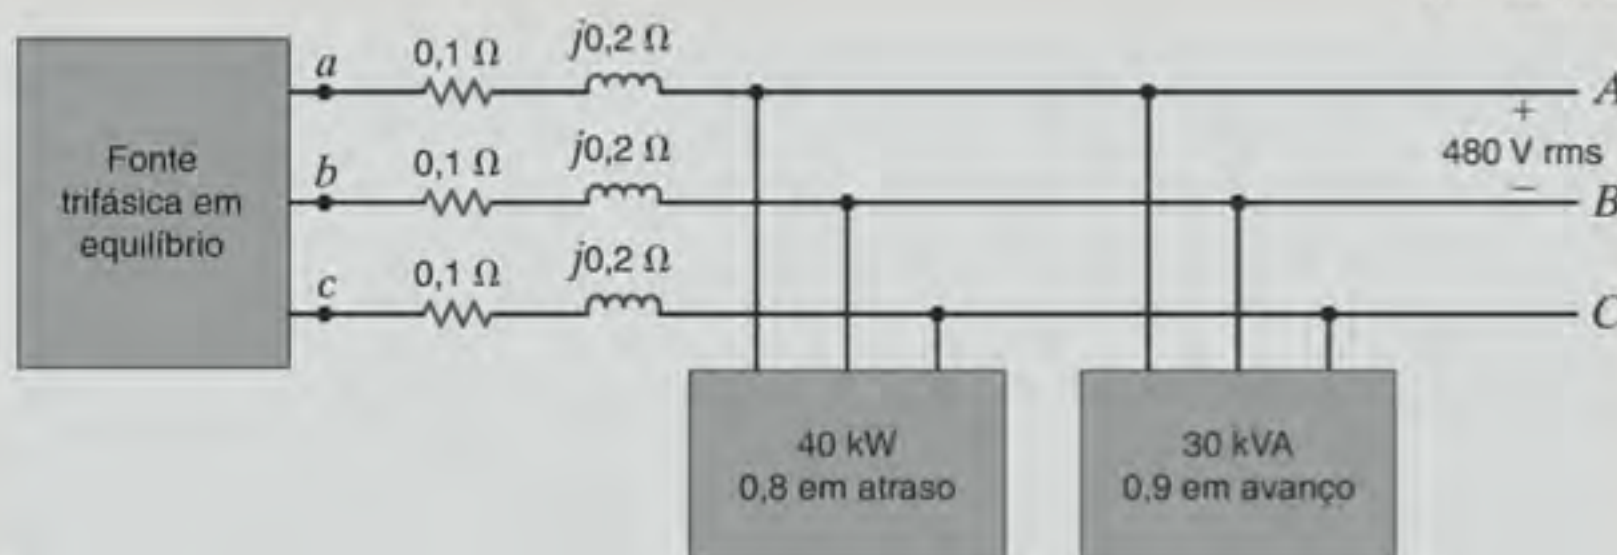 a 0,1 Ω j0,2 Ω A
+
Fonte
trifásica em
equilíbrio
b 0,1 Ω j0,2 Ω 480 V rms
− B
c 0,1 Ω j0,2 Ω C
40 kW
0,8 em atraso
30 kVA
0,9 em avanço